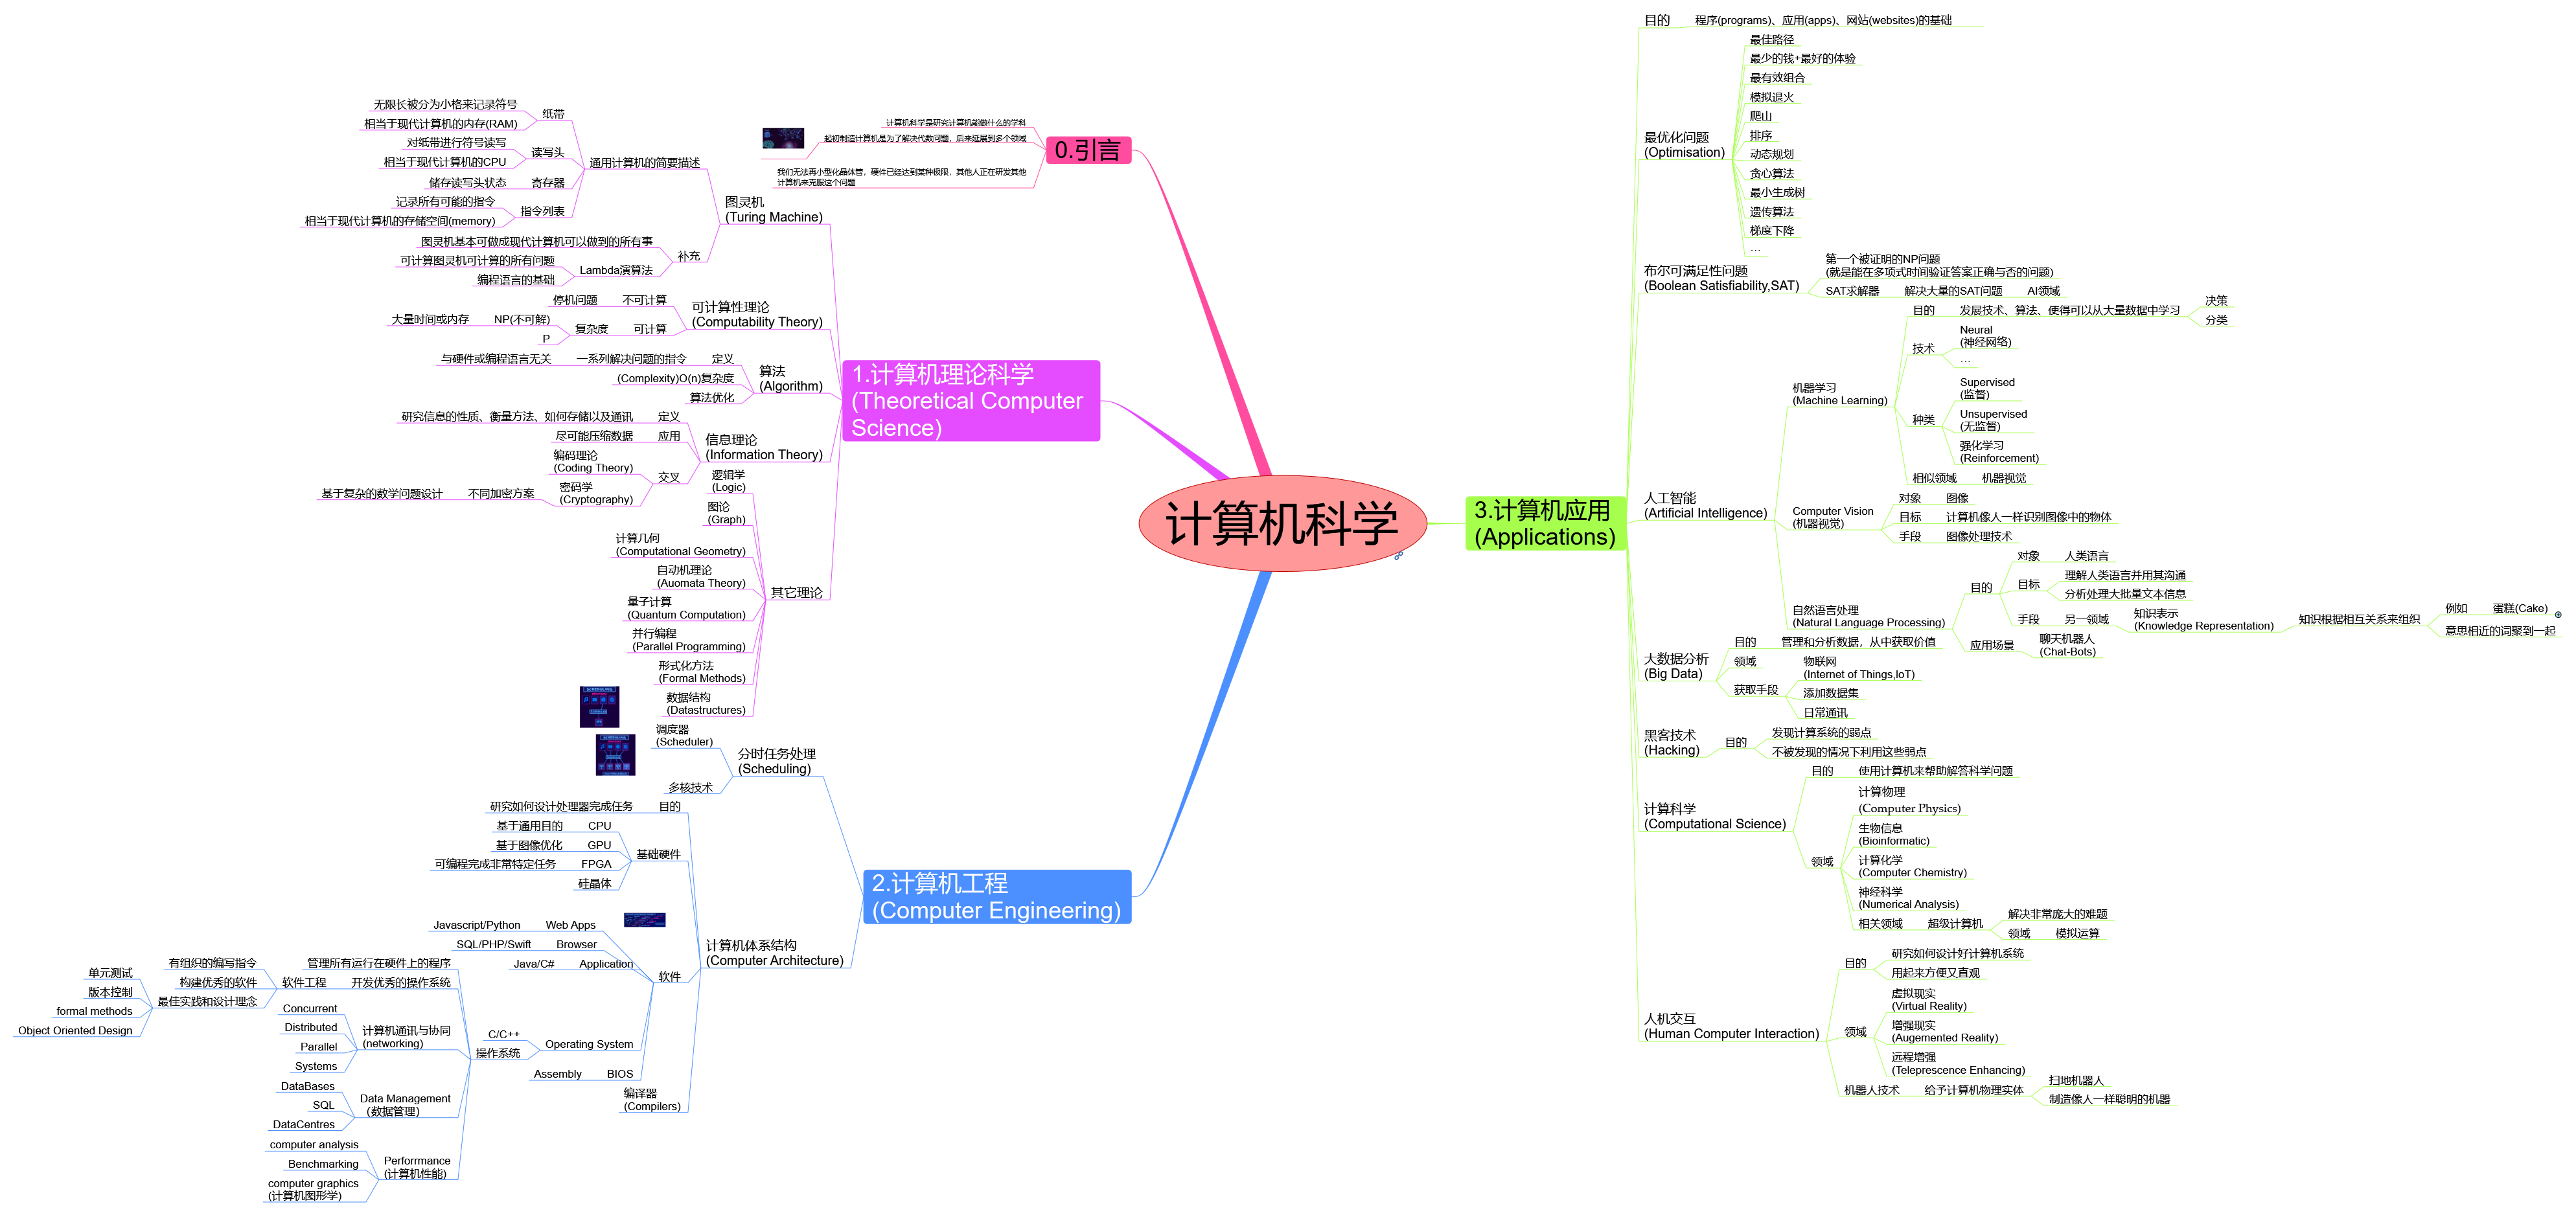 计算机科学
0.引言
计算机科学是研究计算机能做什么的学科
起初制造计算机是为了解决代数问题，后来延展到多个领域
我们无法再小型化晶体管，硬件已经达到某种极限，其他人正在研发其他
计算机来克服这个问题
1.计算机理论科学
(Theoretical Computer
Science)
图灵机
(Turing Machine)
通用计算机的简要描述
纸带
无限长被分为小格来记录符号
相当于现代计算机的内存(RAM)
读写头
对纸带进行符号读写
相当于现代计算机的CPU
寄存器
储存读写头状态
指令列表
记录所有可能的指令
相当于现代计算机的存储空间(memory)
补充
图灵机基本可做成现代计算机可以做到的所有事
Lambda演算法
可计算图灵机可计算的所有问题
编程语言的基础
可计算性理论
(Computability Theory)
不可计算
停机问题
可计算
复杂度
NP(不可解)
大量时间或内存
P
算法
(Algorithm)
定义
一系列解决问题的指令
与硬件或编程语言无关
(Complexity)O(n)复杂度
算法优化
信息理论
(Information Theory)
定义
研究信息的性质、衡量方法、如何存储以及通讯
应用
尽可能压缩数据
交叉
编码理论
(Coding Theory)
密码学
(Cryptography)
不同加密方案
基于复杂的数学问题设计
其它理论
逻辑学
(Logic)
图论
(Graph)
计算几何
(Computational Geometry)
自动机理论
(Auomata Theory)
量子计算
(Quantum Computation)
并行编程
(Parallel Programming)
形式化方法
(Formal Methods)
数据结构
(Datastructures)
2.计算机工程
(Computer Engineering)
分时任务处理
(Scheduling)
调度器
(Scheduler)
多核技术
计算机体系结构
(Computer Architecture)
目的
研究如何设计处理器完成任务
基础硬件
CPU
基于通用目的
GPU
基于图像优化
FPGA
可编程完成非常特定任务
硅晶体
软件
Web Apps
Javascript/Python
Browser
SQL/PHP/Swift
Application
Java/C#
Operating System
C/C++
操作系统
管理所有运行在硬件上的程序
开发优秀的操作系统
软件工程
有组织的编写指令
构建优秀的软件
最佳实践和设计理念
单元测试
版本控制
formal methods
Object Oriented Design
计算机通讯与协同
(networking)
Concurrent
Distributed
Parallel
Systems
Data Management
(数据管理)
DataBases
SQL
DataCentres
Perforrmance
(计算机性能)
computer analysis
Benchmarking
computer graphics
(计算机图形学)
BIOS
Assembly
编译器
(Compilers)
3.计算机应用
(Applications)
目的
程序(programs)、应用(apps)、网站(websites)的基础
最优化问题
(Optimisation)
最佳路径
最少的钱+最好的体验
最有效组合
模拟退火
爬山
排序
动态规划
贪心算法
最小生成树
遗传算法
梯度下降
...
布尔可满足性问题
(Boolean Satisfiability,SAT)
第一个被证明的NP问题
(就是能在多项式时间验证答案正确与否的问题)
SAT求解器
解决大量的SAT问题
AI领域
人工智能
(Artificial Intelligence)
机器学习
(Machine Learning)
目的
发展技术、算法、使得可以从大量数据中学习
决策
分类
技术
Neural
(神经网络)
...
种类
Supervised
(监督)
Unsupervised
(无监督)
强化学习
(Reinforcement)
相似领域
机器视觉
Computer Vision
(机器视觉)
对象
图像
目标
计算机像人一样识别图像中的物体
手段
图像处理技术
自然语言处理
(Natural Language Processing)
目的
对象
人类语言
目标
理解人类语言并用其沟通
分析处理大批量文本信息
手段
另一领域
知识表示
(Knowledge Representation)
知识根据相互关系来组织
例如
蛋糕(Cake)
意思相近的词聚到一起
应用场景
聊天机器人
(Chat-Bots)
大数据分析
(Big Data)
目的
管理和分析数据，从中获取价值
领域
获取手段
物联网
(Internet of Things,IoT)
添加数据集
日常通讯
黑客技术
(Hacking)
目的
发现计算系统的弱点
不被发现的情况下利用这些弱点
计算科学
(Computational Science)
目的
使用计算机来帮助解答科学问题
领域
计算物理
(Computer Physics)
生物信息
(Bioinformatic)
计算化学
(Computer Chemistry)
神经科学
(Numerical Analysis)
相关领域
超级计算机
解决非常庞大的难题
领域
模拟运算
人机交互
(Human Computer Interaction)
目的
研究如何设计好计算机系统
用起来方便又直观
领域
虚拟现实
(Virtual Reality)
增强现实
(Augmented Reality)
远程增强
(Teleprescence Enhancing)
机器人技术
给予计算机物理实体
扫地机器人
制造像人一样聪明的机器